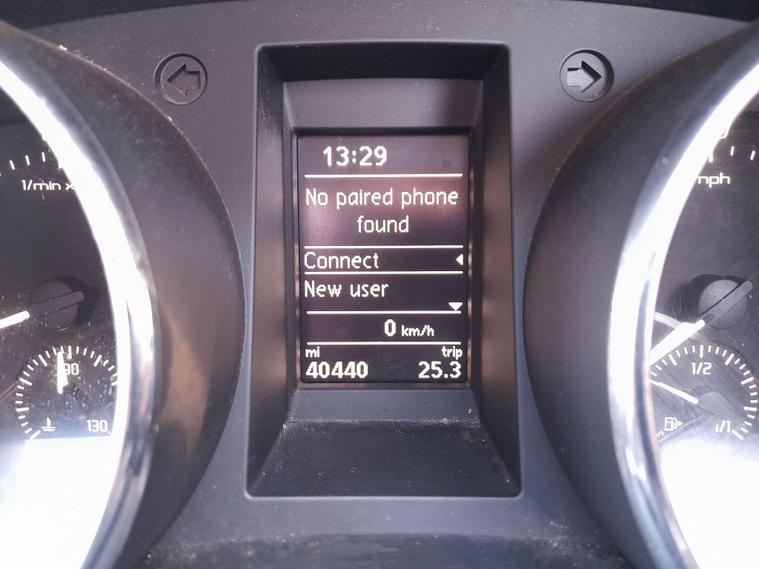 13:29
No paired phone
found
Connect
New user
0 km/h
mi trip
40440 25.3
1/min x
mph
90
130
1/2
1/1